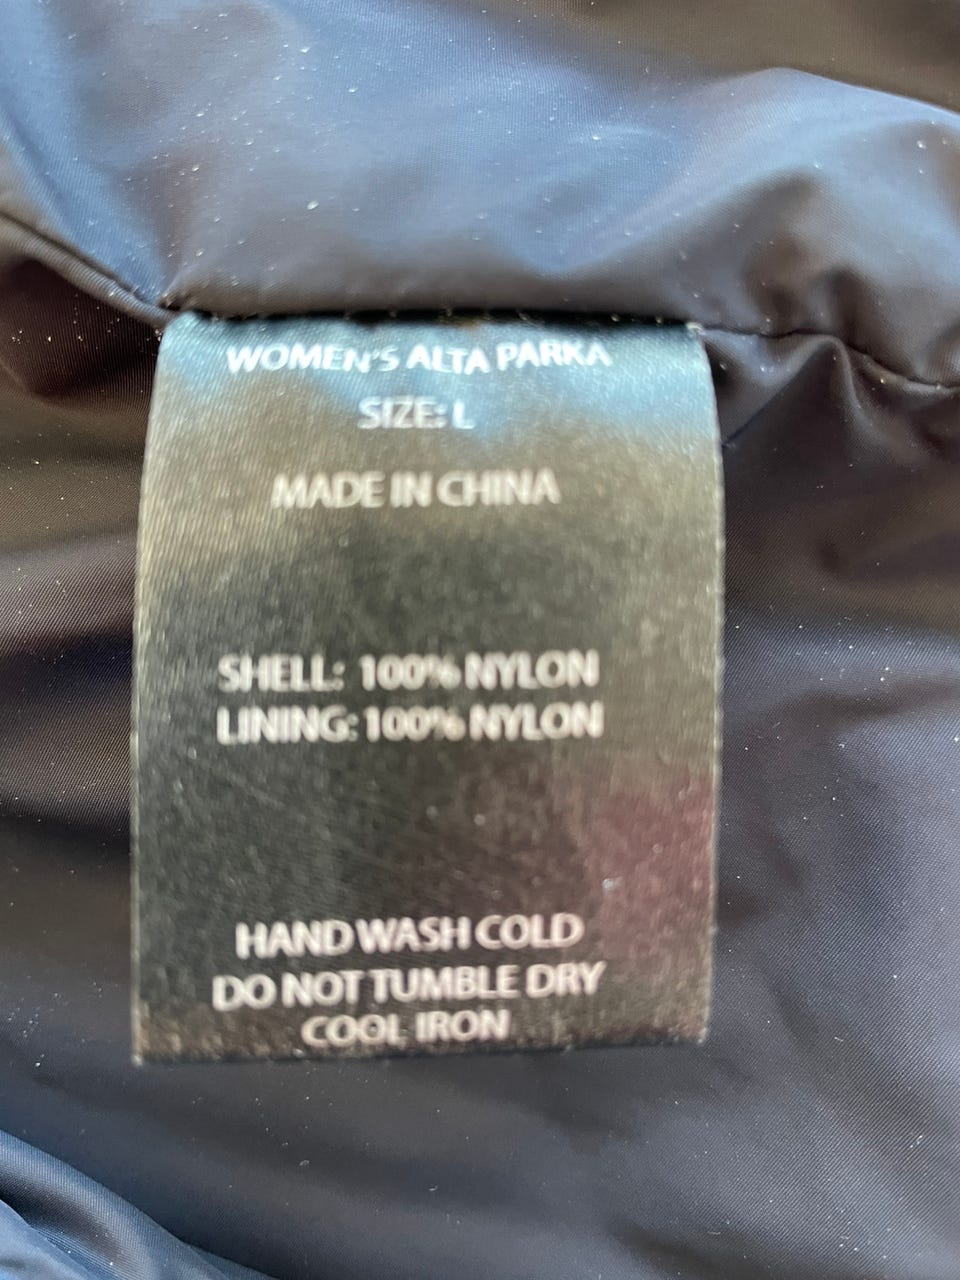 WOMEN'S ALTA PARKA
SIZE: L
MADE IN CHINA
SHELL: 100% NYLON
LINING: 100% NYLON
HAND WASH COLD
DO NOT TUMBLE DRY
COOL IRON